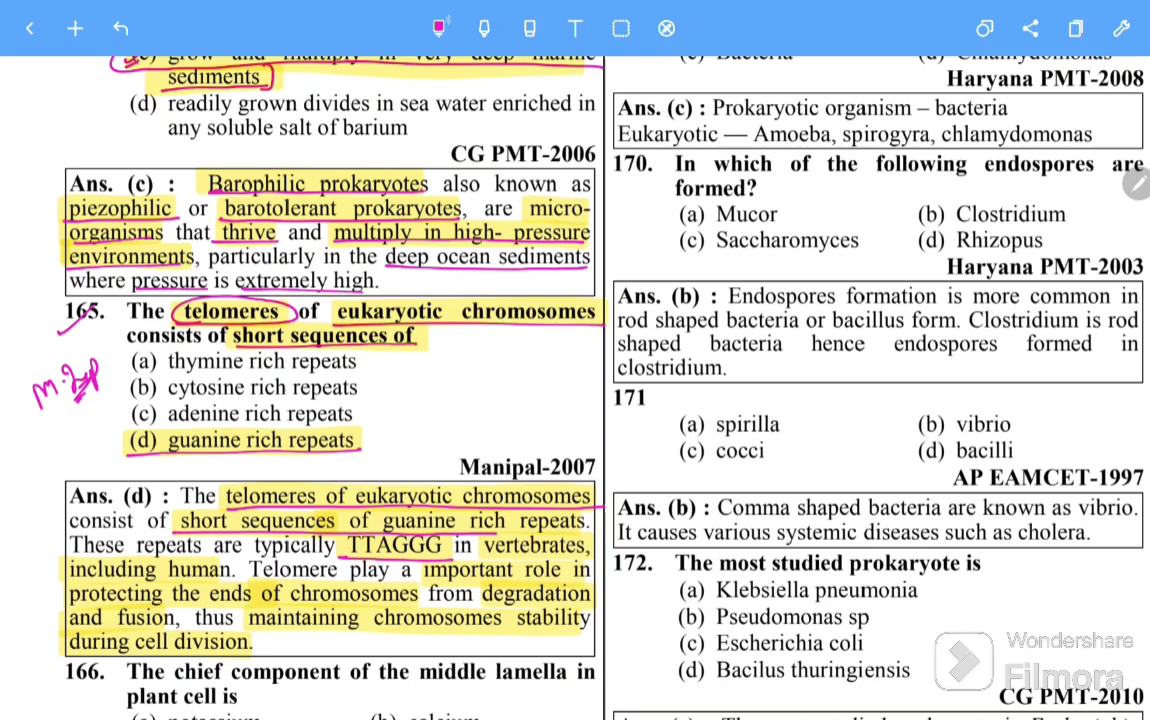 sediments
(d) readily grown divides in sea water enriched in
any soluble salt of barium
CG PMT-2006
Ans. (c) : Barophilic prokaryotes also known as
piezophilic or barotolerant prokaryotes, are micro-
organisms that thrive and multiply in high- pressure
environments, particularly in the deep ocean sediments
where pressure is extremely high.
165. The telomeres of eukaryotic chromosomes
consists of short sequences of
(a) thymine rich repeats
(b) cytosine rich repeats
(c) adenine rich repeats
(d) guanine rich repeats
Manipal-2007
Ans. (d) : The telomeres of eukaryotic chromosomes
consist of short sequences of guanine rich repeats.
These repeats are typically TTAGGG in vertebrates,
including human. Telomere play a important role in
protecting the ends of chromosomes from degradation
and fusion, thus maintaining chromosomes stability
during cell division.
166. The chief component of the middle lamella in
plant cell is
Haryana PMT-2008
Ans. (c) : Prokaryotic organism – bacteria
Eukaryotic — Amoeba, spirogyra, chlamydomonas
170. In which of the following endospores are
formed?
(a) Mucor (b) Clostridium
(c) Saccharomyces (d) Rhizopus
Haryana PMT-2003
Ans. (b) : Endospores formation is more common in
rod shaped bacteria or bacillus form. Clostridium is rod
shaped bacteria hence endospores formed in
clostridium.
171
(a) spirilla (b) vibrio
(c) cocci (d) bacilli
AP EAMCET-1997
Ans. (b) : Comma shaped bacteria are known as vibrio.
It causes various systemic diseases such as cholera.
172. The most studied prokaryote is
(a) Klebsiella pneumonia
(b) Pseudomonas sp
(c) Escherichia coli
(d) Bacilus thuringiensis
CG PMT-2010
Wondershare
Filmora